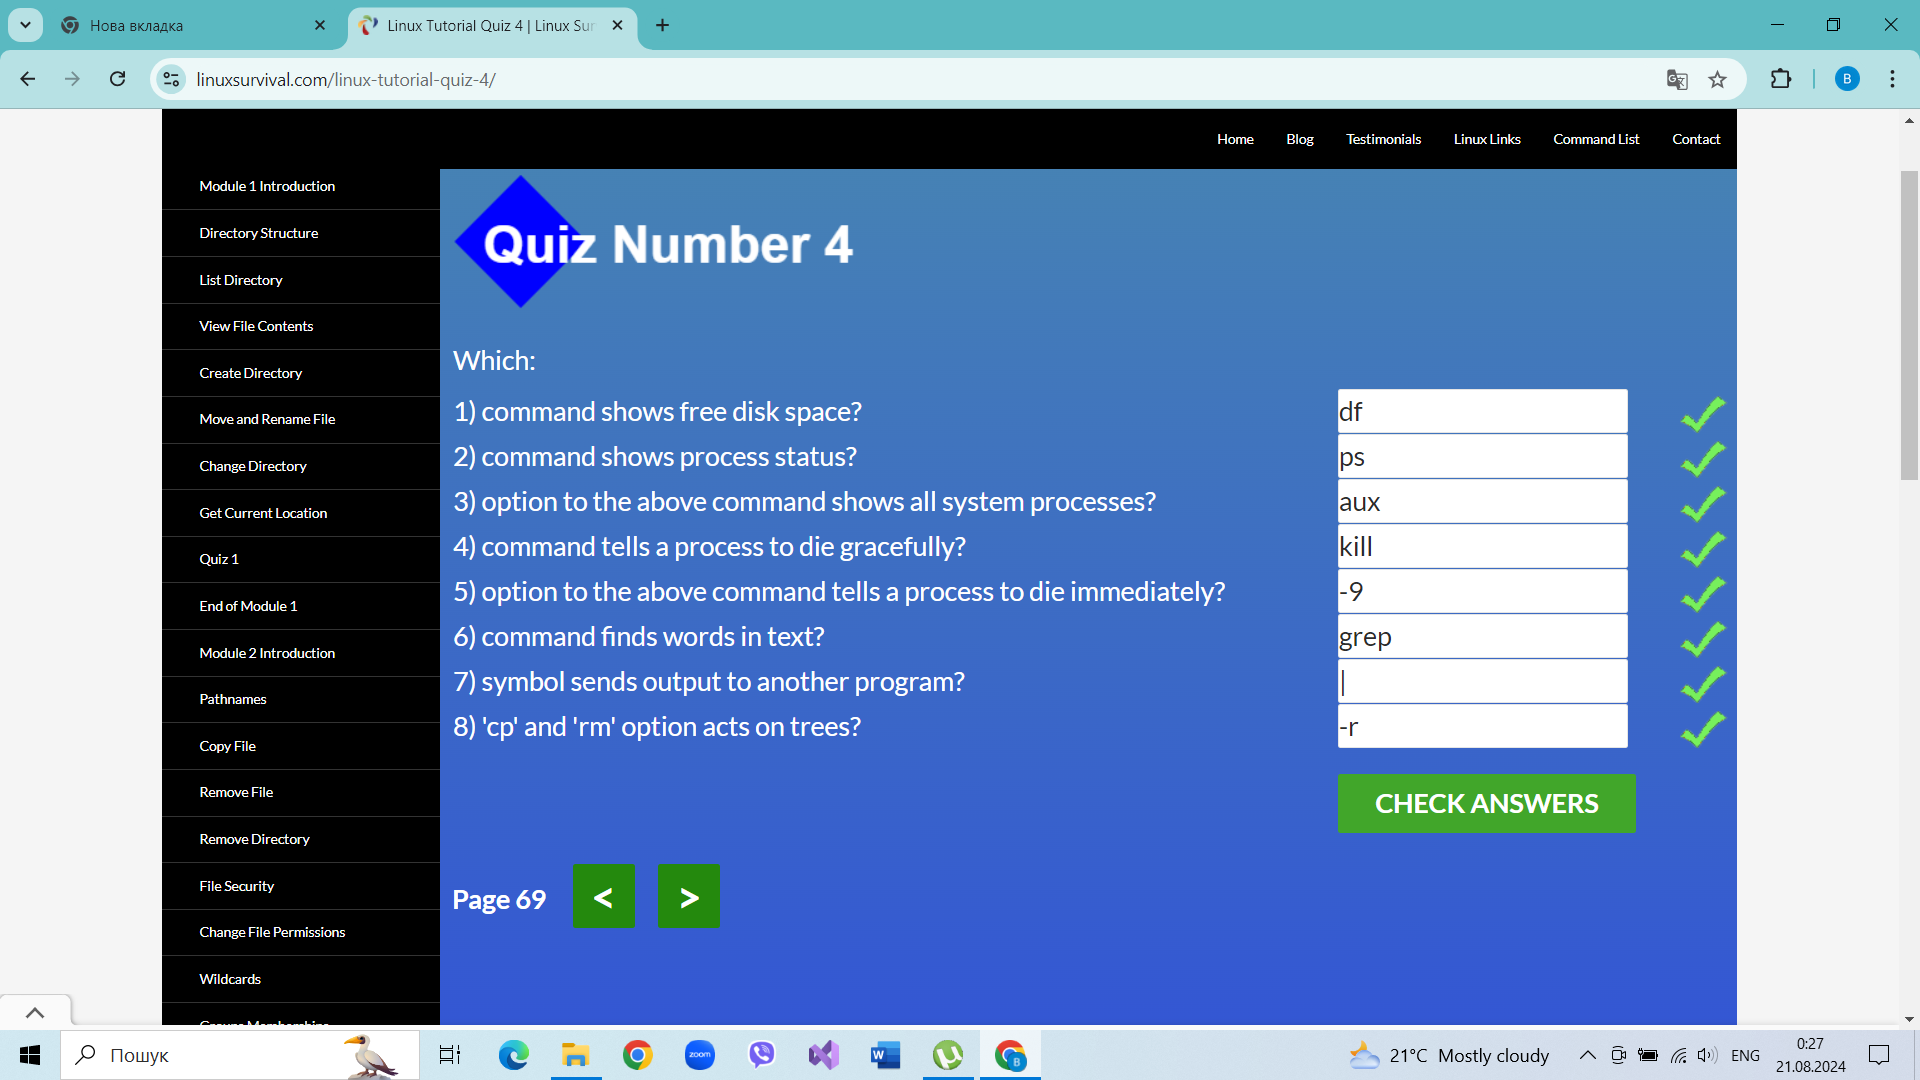 Нова вкладка
Linux Tutorial Quiz 4 | Linux Sur
linuxsurvival.com/linux-tutorial-quiz-4/
B
Home Blog Testimonials Linux Links Command List Contact
Module 1 Introduction
Directory Structure
List Directory
View File Contents
Create Directory
Move and Rename File
Change Directory
Get Current Location
Quiz 1
End of Module 1
Module 2 Introduction
Pathnames
Copy File
Remove File
Remove Directory
File Security
Change File Permissions
Wildcards
Groups Memberships
Quiz Number 4
Which:
1) command shows free disk space? df
2) command shows process status? ps
3) option to the above command shows all system processes? aux
4) command tells a process to die gracefully? kill
5) option to the above command tells a process to die immediately? -9
6) command finds words in text? grep
7) symbol sends output to another program? |
8) 'cp' and 'rm' option acts on trees? -r
CHECK ANSWERS
Page 69 < >
Пошук
zoom
W
B
21°C Mostly cloudy
ENG
0:27
21.08.2024